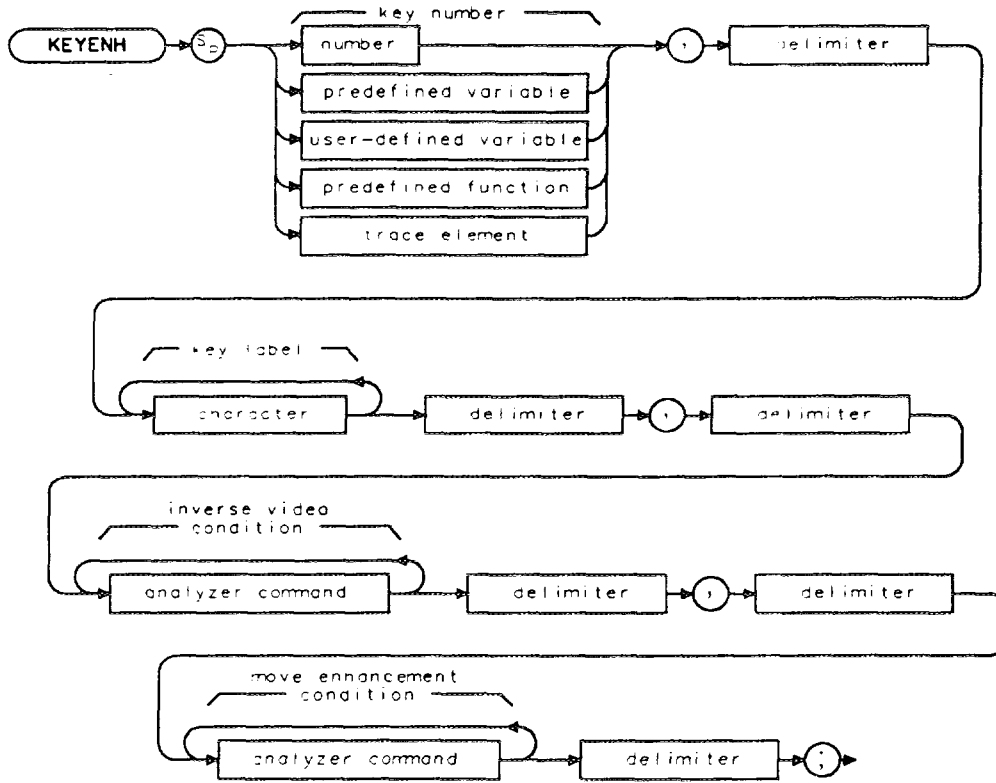 key number
KEYENH
SP
number
,
delimiter
predefined variable
user-defined variable
predefined function
trace element
key label
character
delimiter
,
delimiter
inverse video
condition
analyzer command
delimiter
,
delimiter
move enhancement
condition
analyzer command
delimiter
;